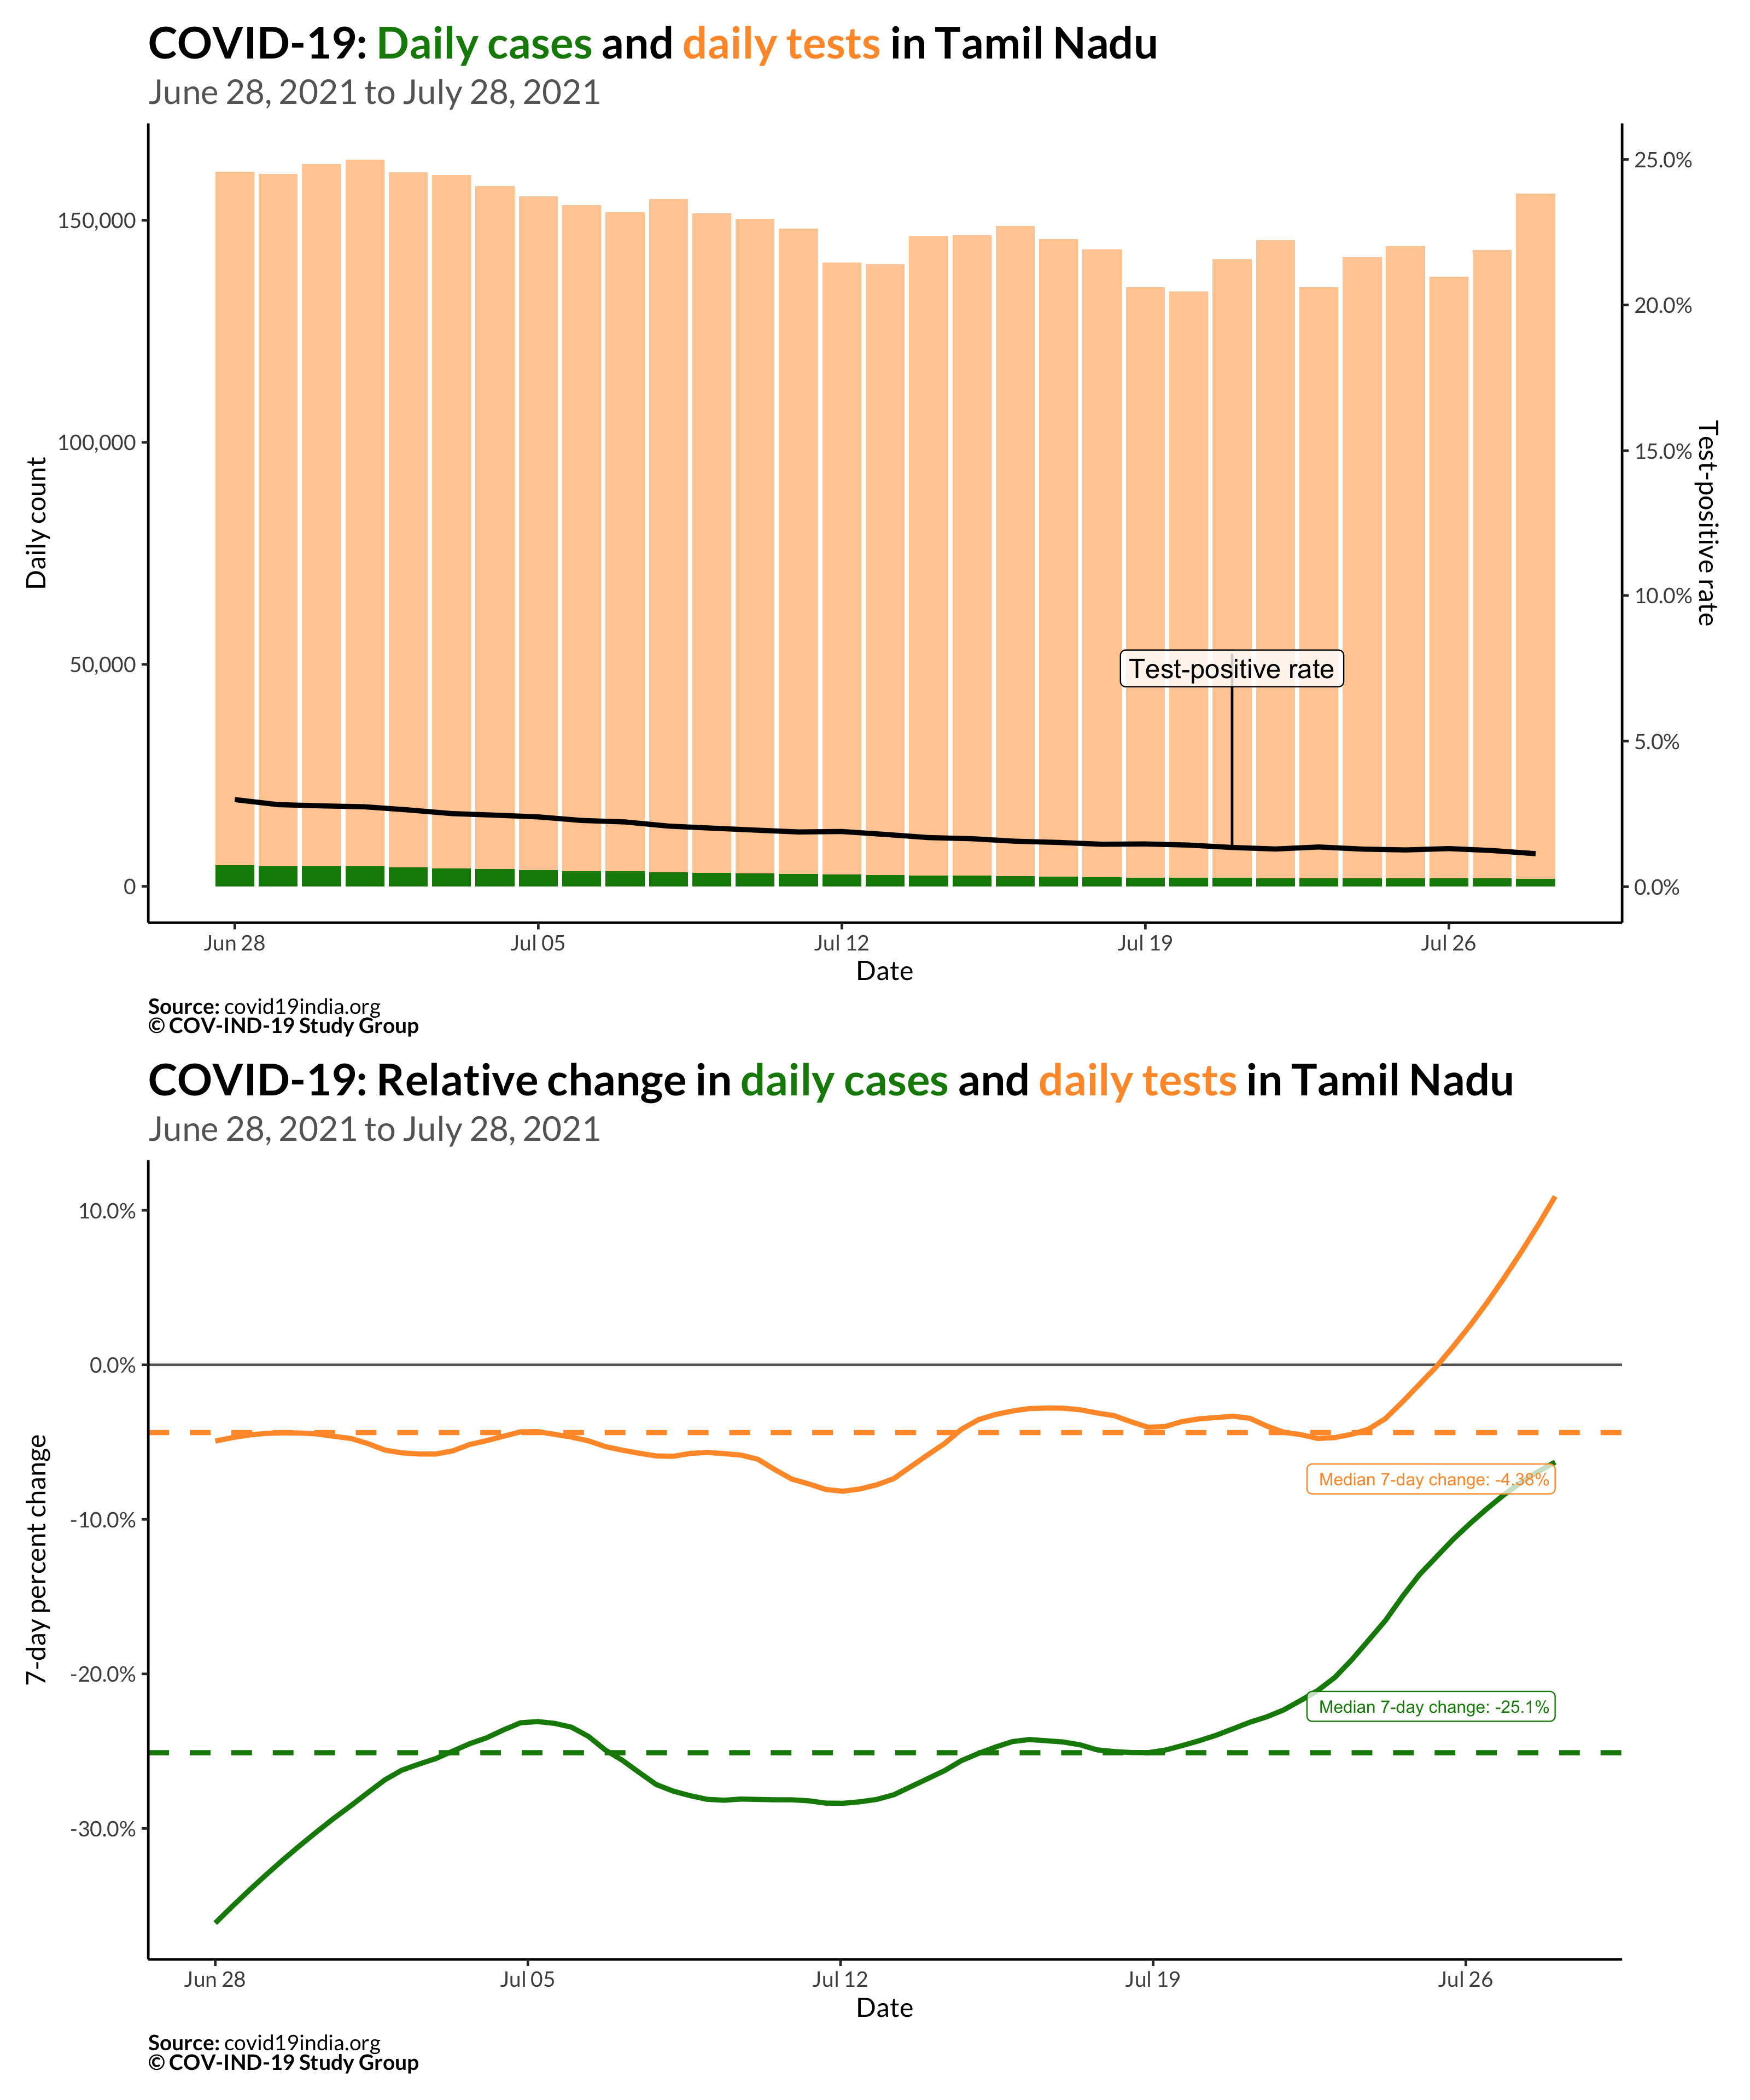 COVID-19: Daily cases and daily tests in Tamil Nadu
June 28, 2021 to July 28, 2021
Daily count
150,000
100,000
50,000
0
25.0%
20.0%
15.0%
10.0%
5.0%
0.0%
Test-positive rate
Test-positive rate
Jun 28
Jul 05
Jul 12
Jul 19
Jul 26
Date
Source: covid19india.org
© COV-IND-19 Study Group
COVID-19: Relative change in daily cases and daily tests in Tamil Nadu
June 28, 2021 to July 28, 2021
7-day percent change
10.0%
0.0%
-10.0%
-20.0%
-30.0%
Median 7-day change: -4.38%
Median 7-day change: -25.1%
Jun 28
Jul 05
Jul 12
Jul 19
Jul 26
Date
Source: covid19india.org
© COV-IND-19 Study Group